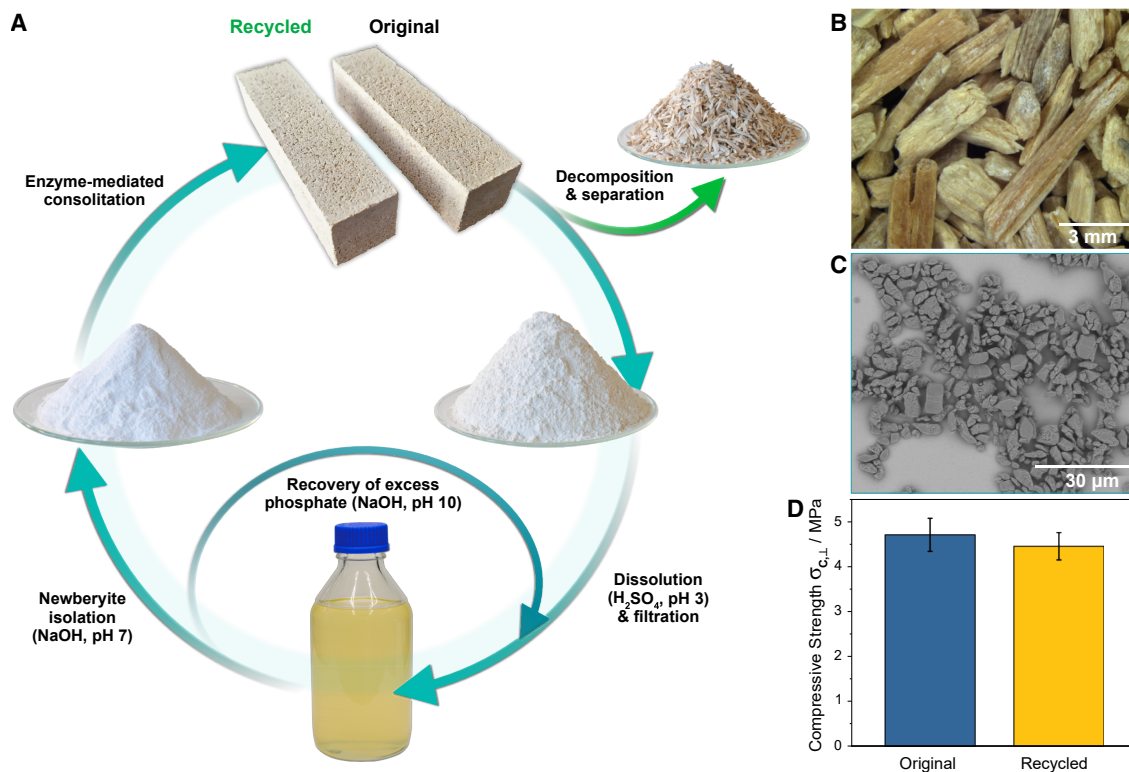 A
Recycled
Original
Enzyme-mediated
consolitation
Decomposition
& separation
Recovery of excess
phosphate (NaOH, pH 10)
Newberyite
isolation
(NaOH, pH 7)
Dissolution
(H₂SO₄, pH 3)
& filtration
B
3 mm
C
30 µm
D
Compressive Strength σc,⊥ / MPa
5
4
3
2
1
0
Original
Recycled